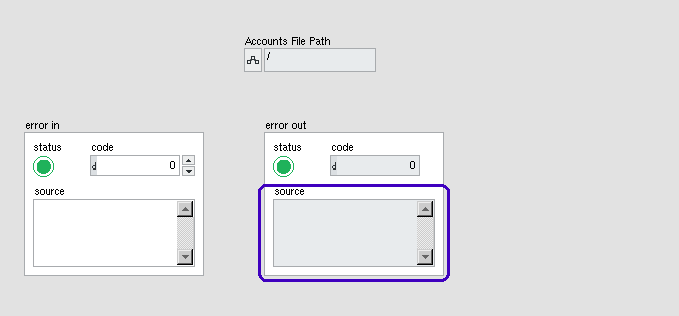 Accounts File Path
/
error in
status
code
d
0
source
error out
status
code
d
0
source